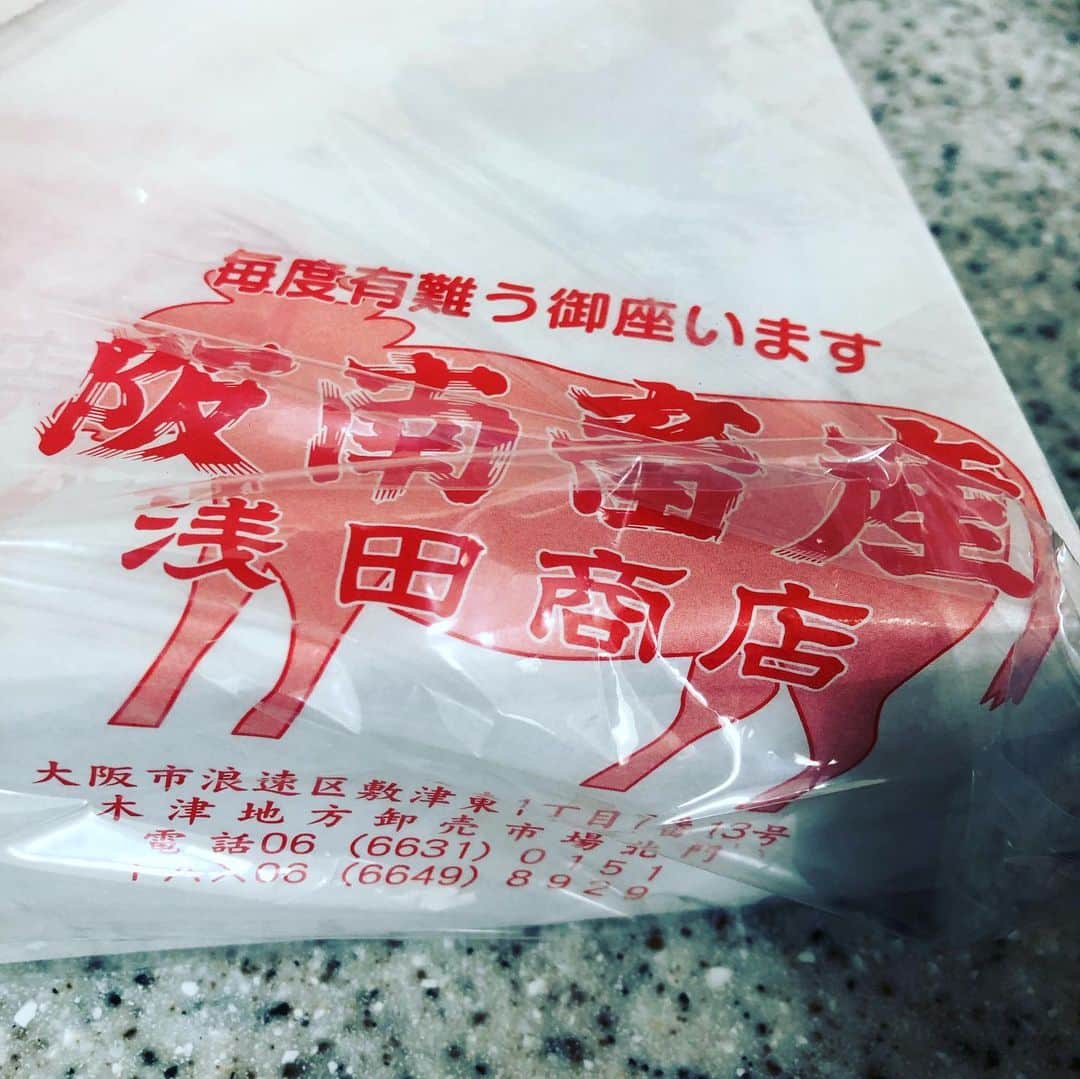 毎度有難う御座います
阪南畜産
浅田商店
大阪市浪速区敷津東1丁目7番13号
木津地方卸売市場北門
電話06(6631)0151
06(6649)8929